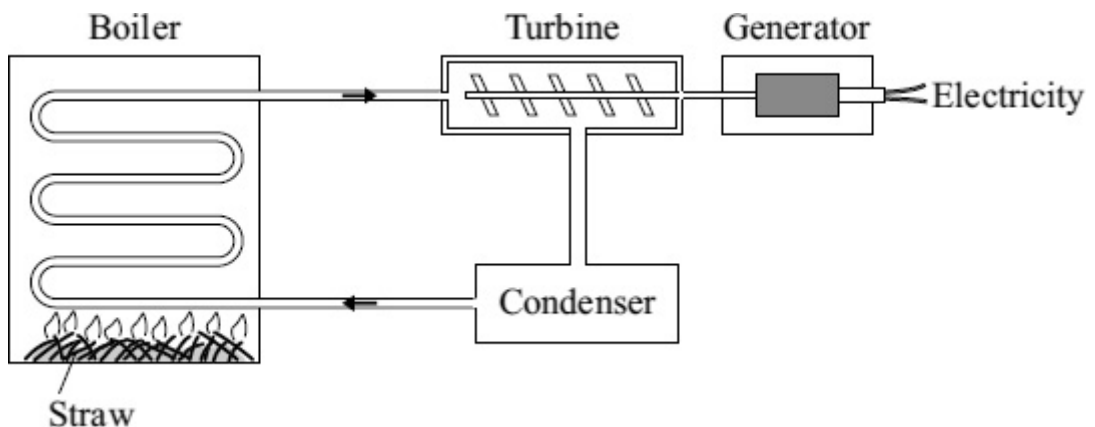 Boiler
Turbine
Generator
Electricity
Condenser
Straw